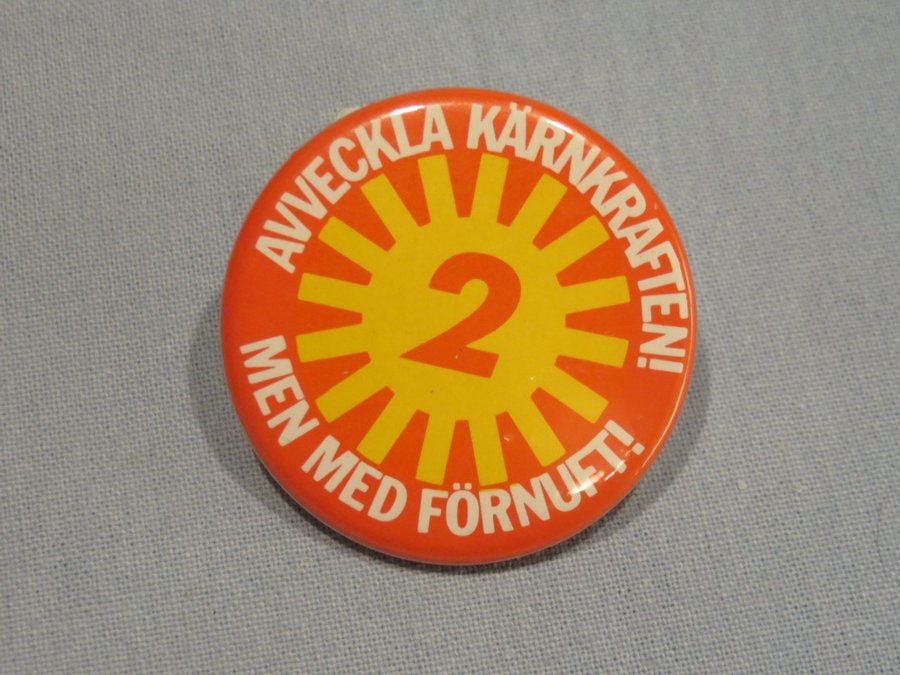 AVVECKLA KÄRNKRAFTEN!
2
MEN MED FÖRNUFT!